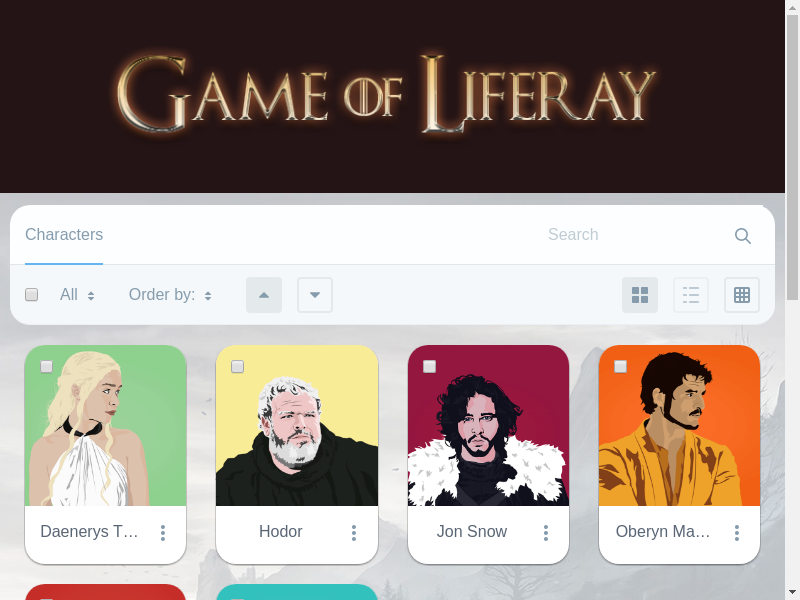 GAME OF LIFERAY
Characters
Search
All
Order by:
Daenerys T…
Hodor
Jon Snow
Oberyn Ma…